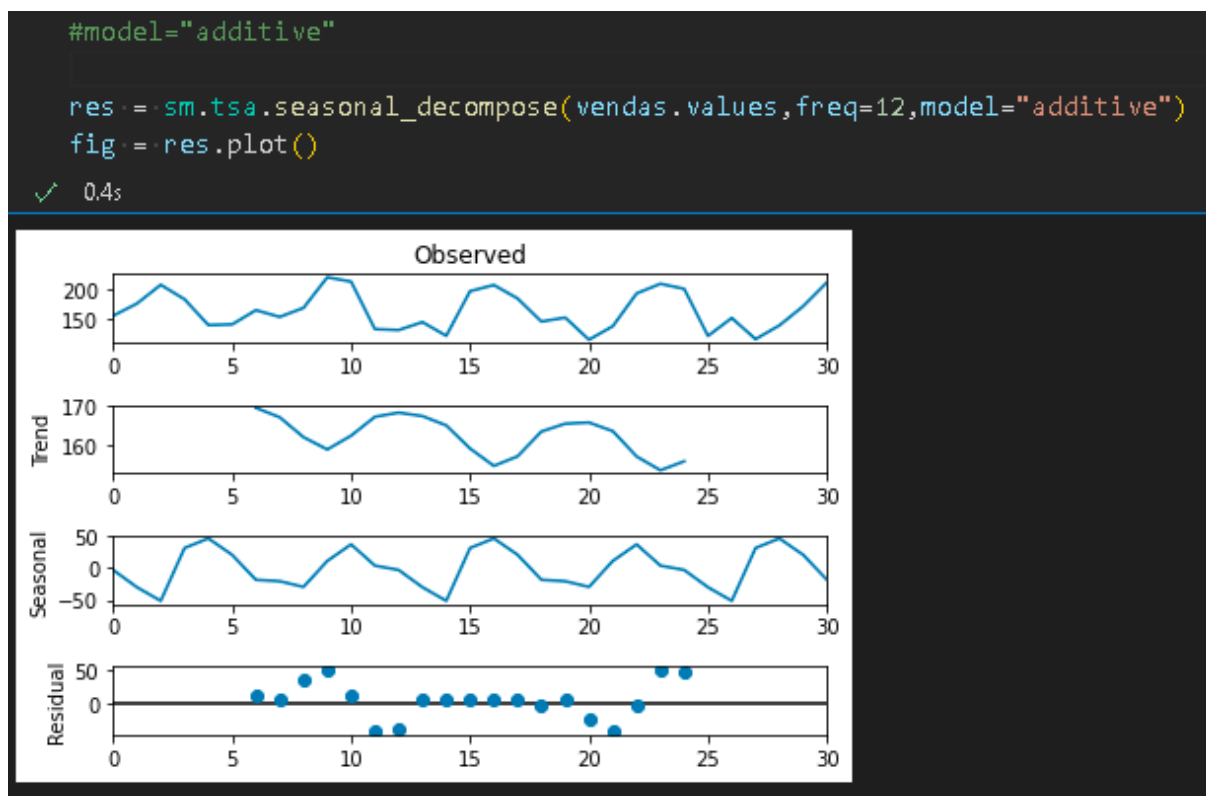 #model="additive"
res = sm.tsa.seasonal_decompose(vendas.values,freq=12,model="additive")
fig = res.plot()
✓ 0.4s
Observed
200
150
0 5 10 15 20 25 30
Trend
170
160
0 5 10 15 20 25 30
Seasonal
50
0
−50
0 5 10 15 20 25 30
Residual
50
0
0 5 10 15 20 25 30